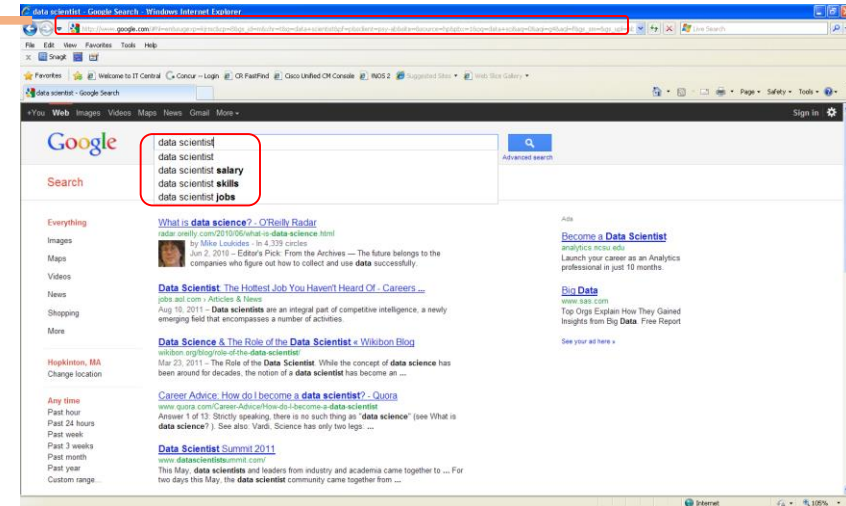 data scientist - Google Search - Windows Internet Explorer
http://www.google.com
Live Search
File Edit View Favorites Tools Help
x Snagit
Favorites Welcome to IT Central Concur -- Login CR FastFind Cisco Unified CM Console INOS 2 Suggested Sites Web Slice Gallery
data scientist - Google Search
Page Safety Tools
+You Web Images Videos Maps News Gmail More
Sign in
Google
data scientist
Advanced search
data scientist
data scientist salary
data scientist skills
data scientist jobs
Search
Everything
Images
Maps
Videos
News
Shopping
More
Hopkinton, MA
Change location
Any time
Past hour
Past 24 hours
Past week
Past 3 weeks
Past month
Past year
Custom range...
What is data science? - O'Reilly Radar
radar.oreilly.com/2010/06/what-is-data-science.html
by Mike Loukides - In 4,339 circles
Jun 2, 2010 – Editor's Pick: From the Archives — The future belongs to the
companies who figure out how to collect and use data successfully.
Data Scientist: The Hottest Job You Haven't Heard Of - Careers ...
jobs.aol.com › Articles & News
Aug 10, 2011 – Data scientists are an integral part of competitive intelligence, a newly
emerging field that encompasses a number of activities.
Data Science & The Role of the Data Scientist « Wikibon Blog
wikibon.org/blog/role-of-the-data-scientist/
Mar 23, 2011 – The Role of the Data Scientist. While the concept of data science has
been around for decades, the notion of a data scientist has become an ...
Career Advice: How do I become a data scientist? - Quora
www.quora.com/Career-Advice/How-do-I-become-a-data-scientist
Answer 1 of 13: Strictly speaking, there is no such thing as "data science" (see What is
data science? ). See also: Vardi, Science has only two legs: ...
Data Scientist Summit 2011
www.datascientistsummit.com/
This May, data scientists and leaders from industry and academia came together to ... For
two days this May, the data scientist community came together from ...
Ads
Become a Data Scientist
analytics.ncsu.edu
Launch your career as an Analytics
professional in just 10 months.
Big Data
www.sas.com
Top Orgs Explain How They Gained
Insights from Big Data. Free Report
See your ad here »
Internet
105%